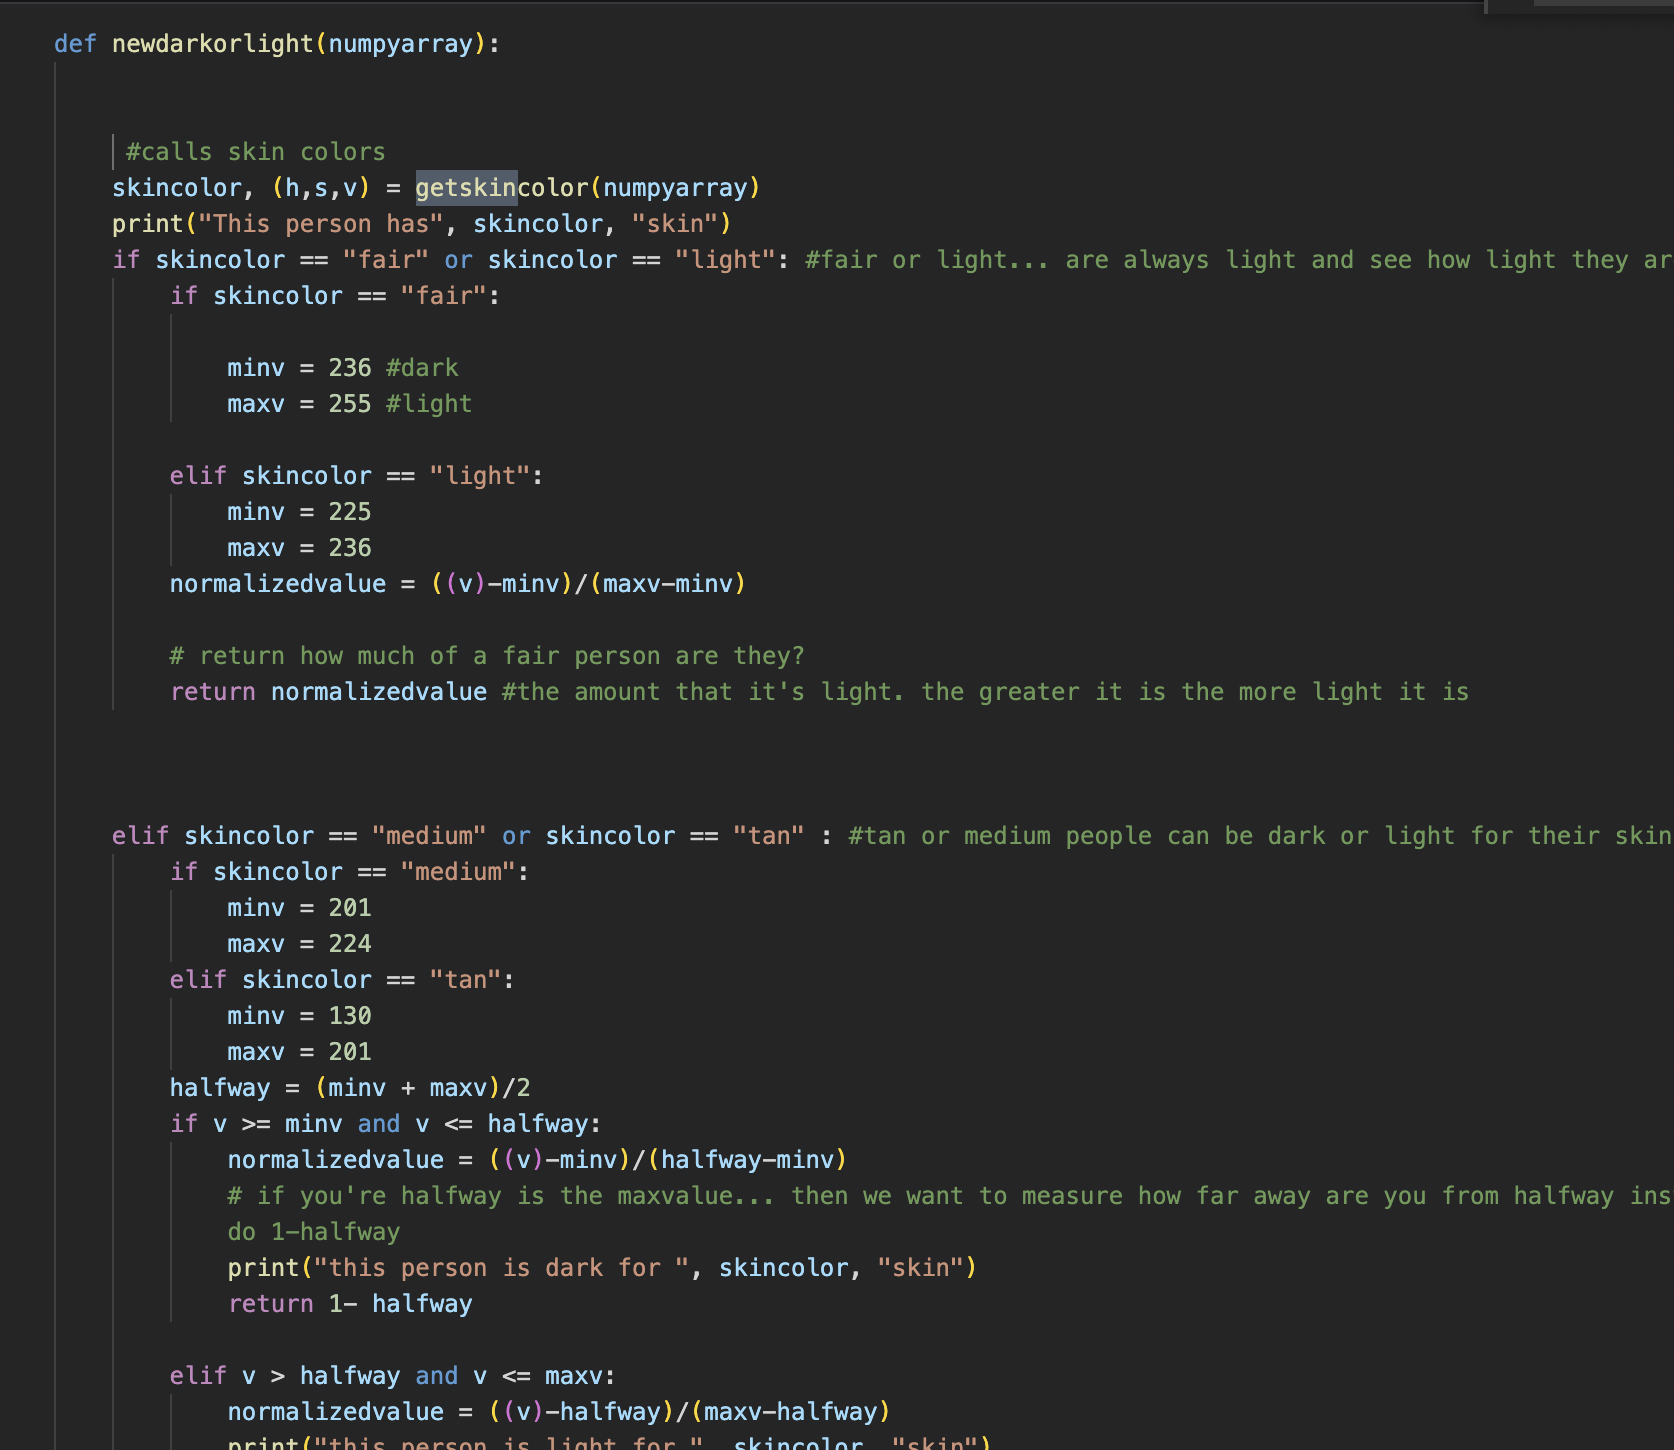 def newdarkorlight(numpyarray):
#calls skin colors
skincolor, (h,s,v) = getskincolor(numpyarray)
print("This person has", skincolor, "skin")
if skincolor == "fair" or skincolor == "light": #fair or light... are always light and see how light they ar
if skincolor == "fair":
minv = 236 #dark
maxv = 255 #light
elif skincolor == "light":
minv = 225
maxv = 236
normalizedvalue = ((v)-minv)/(maxv-minv)
# return how much of a fair person are they?
return normalizedvalue #the amount that it's light. the greater it is the more light it is
elif skincolor == "medium" or skincolor == "tan" : #tan or medium people can be dark or light for their skin
if skincolor == "medium":
minv = 201
maxv = 224
elif skincolor == "tan":
minv = 130
maxv = 201
halfway = (minv + maxv)/2
if v >= minv and v <= halfway:
normalizedvalue = ((v)-minv)/(halfway-minv)
# if you're halfway is the maxvalue... then we want to measure how far away are you from halfway ins
do 1-halfway
print("this person is dark for ", skincolor, "skin")
return 1- halfway
elif v > halfway and v <= maxv:
normalizedvalue = ((v)-halfway)/(maxv-halfway)
print("this person is light for ", skincolor, "skin")